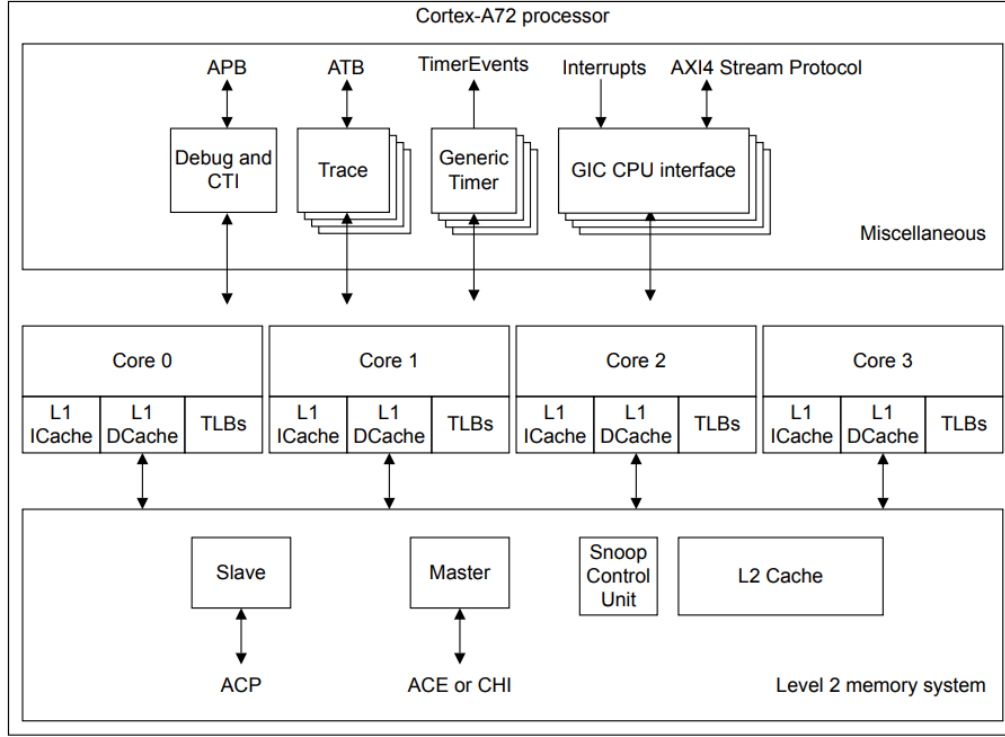 Cortex-A72 processor
APB
ATB
TimerEvents
Interrupts
AXI4 Stream Protocol
Debug and
CTI
Trace
Generic
Timer
GIC CPU interface
Miscellaneous
Core 0
Core 1
Core 2
Core 3
L1
ICache
L1
DCache
TLBs
L1
ICache
L1
DCache
TLBs
L1
ICache
L1
DCache
TLBs
L1
ICache
L1
DCache
TLBs
Slave
Master
Snoop
Control
Unit
L2 Cache
ACP
ACE or CHI
Level 2 memory system